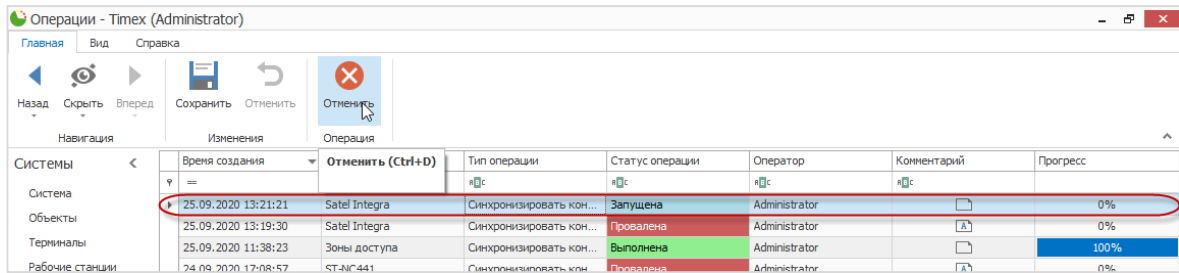 Операции - Timex (Administrator)
Главная Вид Справка
Назад Скрыть Вперед Сохранить Отменить Отменить
Навигация Изменения Операция
Системы Время создания Отменить (Ctrl+D) Тип операции Статус операции Оператор Комментарий Прогресс
= ABC ABC ABC ABC
Система
25.09.2020 13:21:21 Satel Integra Синхронизировать кон... Запущена Administrator 0%
Объекты
25.09.2020 13:19:30 Satel Integra Синхронизировать кон... Провалена Administrator A 0%
Терминалы
25.09.2020 11:38:23 Зоны доступа Синхронизировать кон... Выполнена Administrator 100%
Рабочие станции
24.09.2020 17:08:57 ST-NC441 Синхронизировать кон... Провалена Administrator A 0%